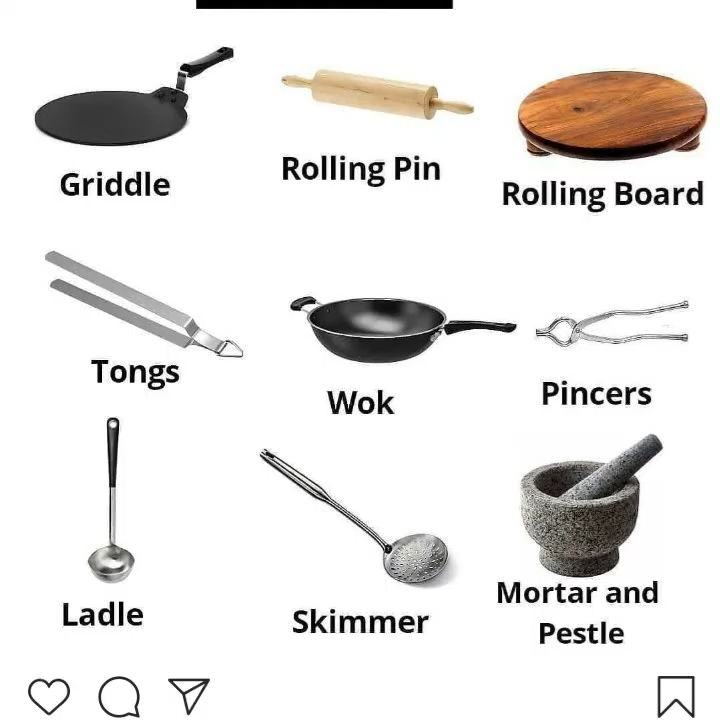 Griddle
Rolling Pin
Rolling Board
Tongs
Wok
Pincers
Ladle
Skimmer
Mortar and
Pestle